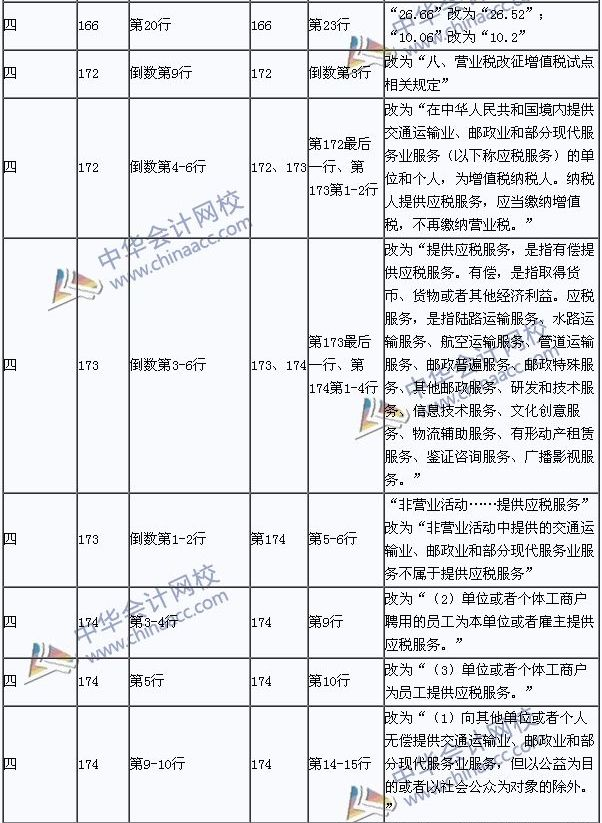 四 166 第20行 166 第23行 “26.66”改为“26.52”；
“10.06”改为“10.2”
四 172 倒数第9行 172 倒数第3行 改为“八、营业税改征增值税试点
相关规定”
四 172 倒数第4-6行 172、173 第172最后
一行、第
173第1-2行 改为“在中华人民共和国境内提供
交通运输业、邮政业和部分现代服
务业服务（以下称应税服务）的单
位和个人，为增值税纳税人。纳税
人提供应税服务，应当缴纳增值
税，不再缴纳营业税。”
四 173 倒数第3-6行 173、174 第173最后
一行、第
174第1-4行 改为“提供应税服务，是指有偿提
供应税服务。有偿，是指取得货
币、货物或者其他经济利益。应税
服务，是指陆路运输服务、水路运
输服务、航空运输服务、管道运输
服务、邮政普遍服务、邮政特殊服
务、其他邮政服务、研发和技术服
务、信息技术服务、文化创意服
务、物流辅助服务、有形动产租赁
服务、鉴证咨询服务、广播影视服
务。”
四 173 倒数第1-2行 第174 第5-6行 “非营业活动……提供应税服务”
改为“非营业活动中提供的交通运
输业、邮政业和部分现代服务业服
务不属于提供应税服务”
四 174 第3-4行 174 第9行 改为“（2）单位或者个体工商户
聘用的员工为本单位或者雇主提供
应税服务。”
四 174 第5行 174 第10行 改为“（3）单位或者个体工商户
为员工提供应税服务。”
四 174 第9-10行 174 第14-15行 改为“（1）向其他单位或者个人
无偿提供交通运输业、邮政业和部
分现代服务业服务，但以公益为目
的或者以社会公众为对象的除外。
”
中华会计网校
www.chinaacc.com
中华会计网校
www.chinaacc.com
中华会计网校
www.chinaacc.com
中华会计网校
www.chinaacc.com
中华会计网校
www.chinaacc.com